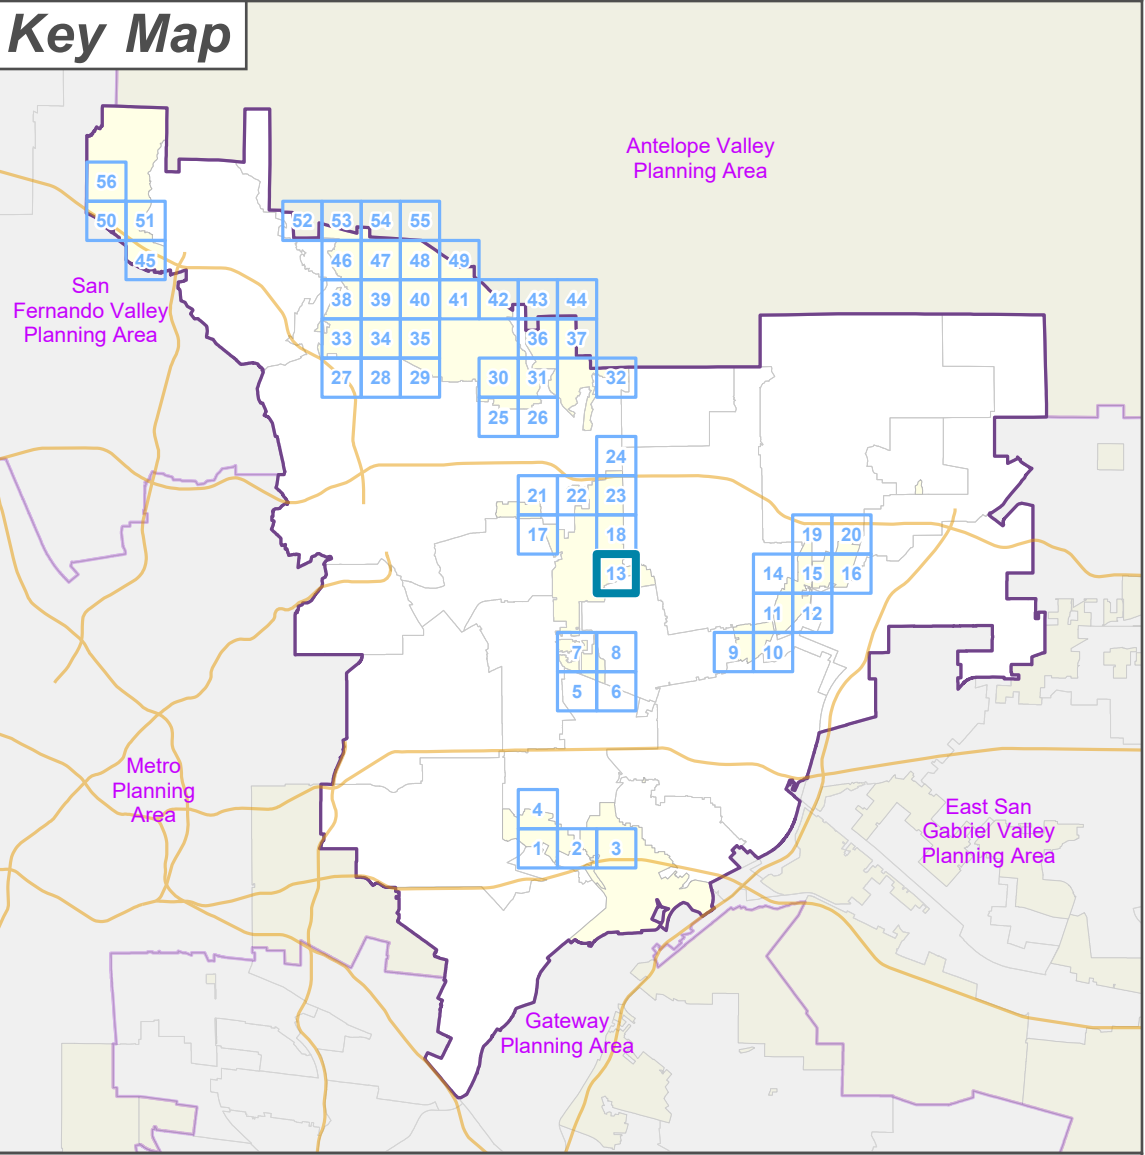 Key Map
Antelope Valley
Planning Area
56
50 51
52 53 54 55
45
46 47 48 49
San
Fernando Valley
Planning Area
38 39 40 41 42 43 44
33 34 35 36 37
27 28 29 30 31 32
25 26
24
21 22 23
17 18 19 20
13 14 15 16
11 12
7 8 9 10
5 6
Metro
Planning
Area
4
East San
Gabriel Valley
Planning Area
1 2 3
Gateway
Planning Area